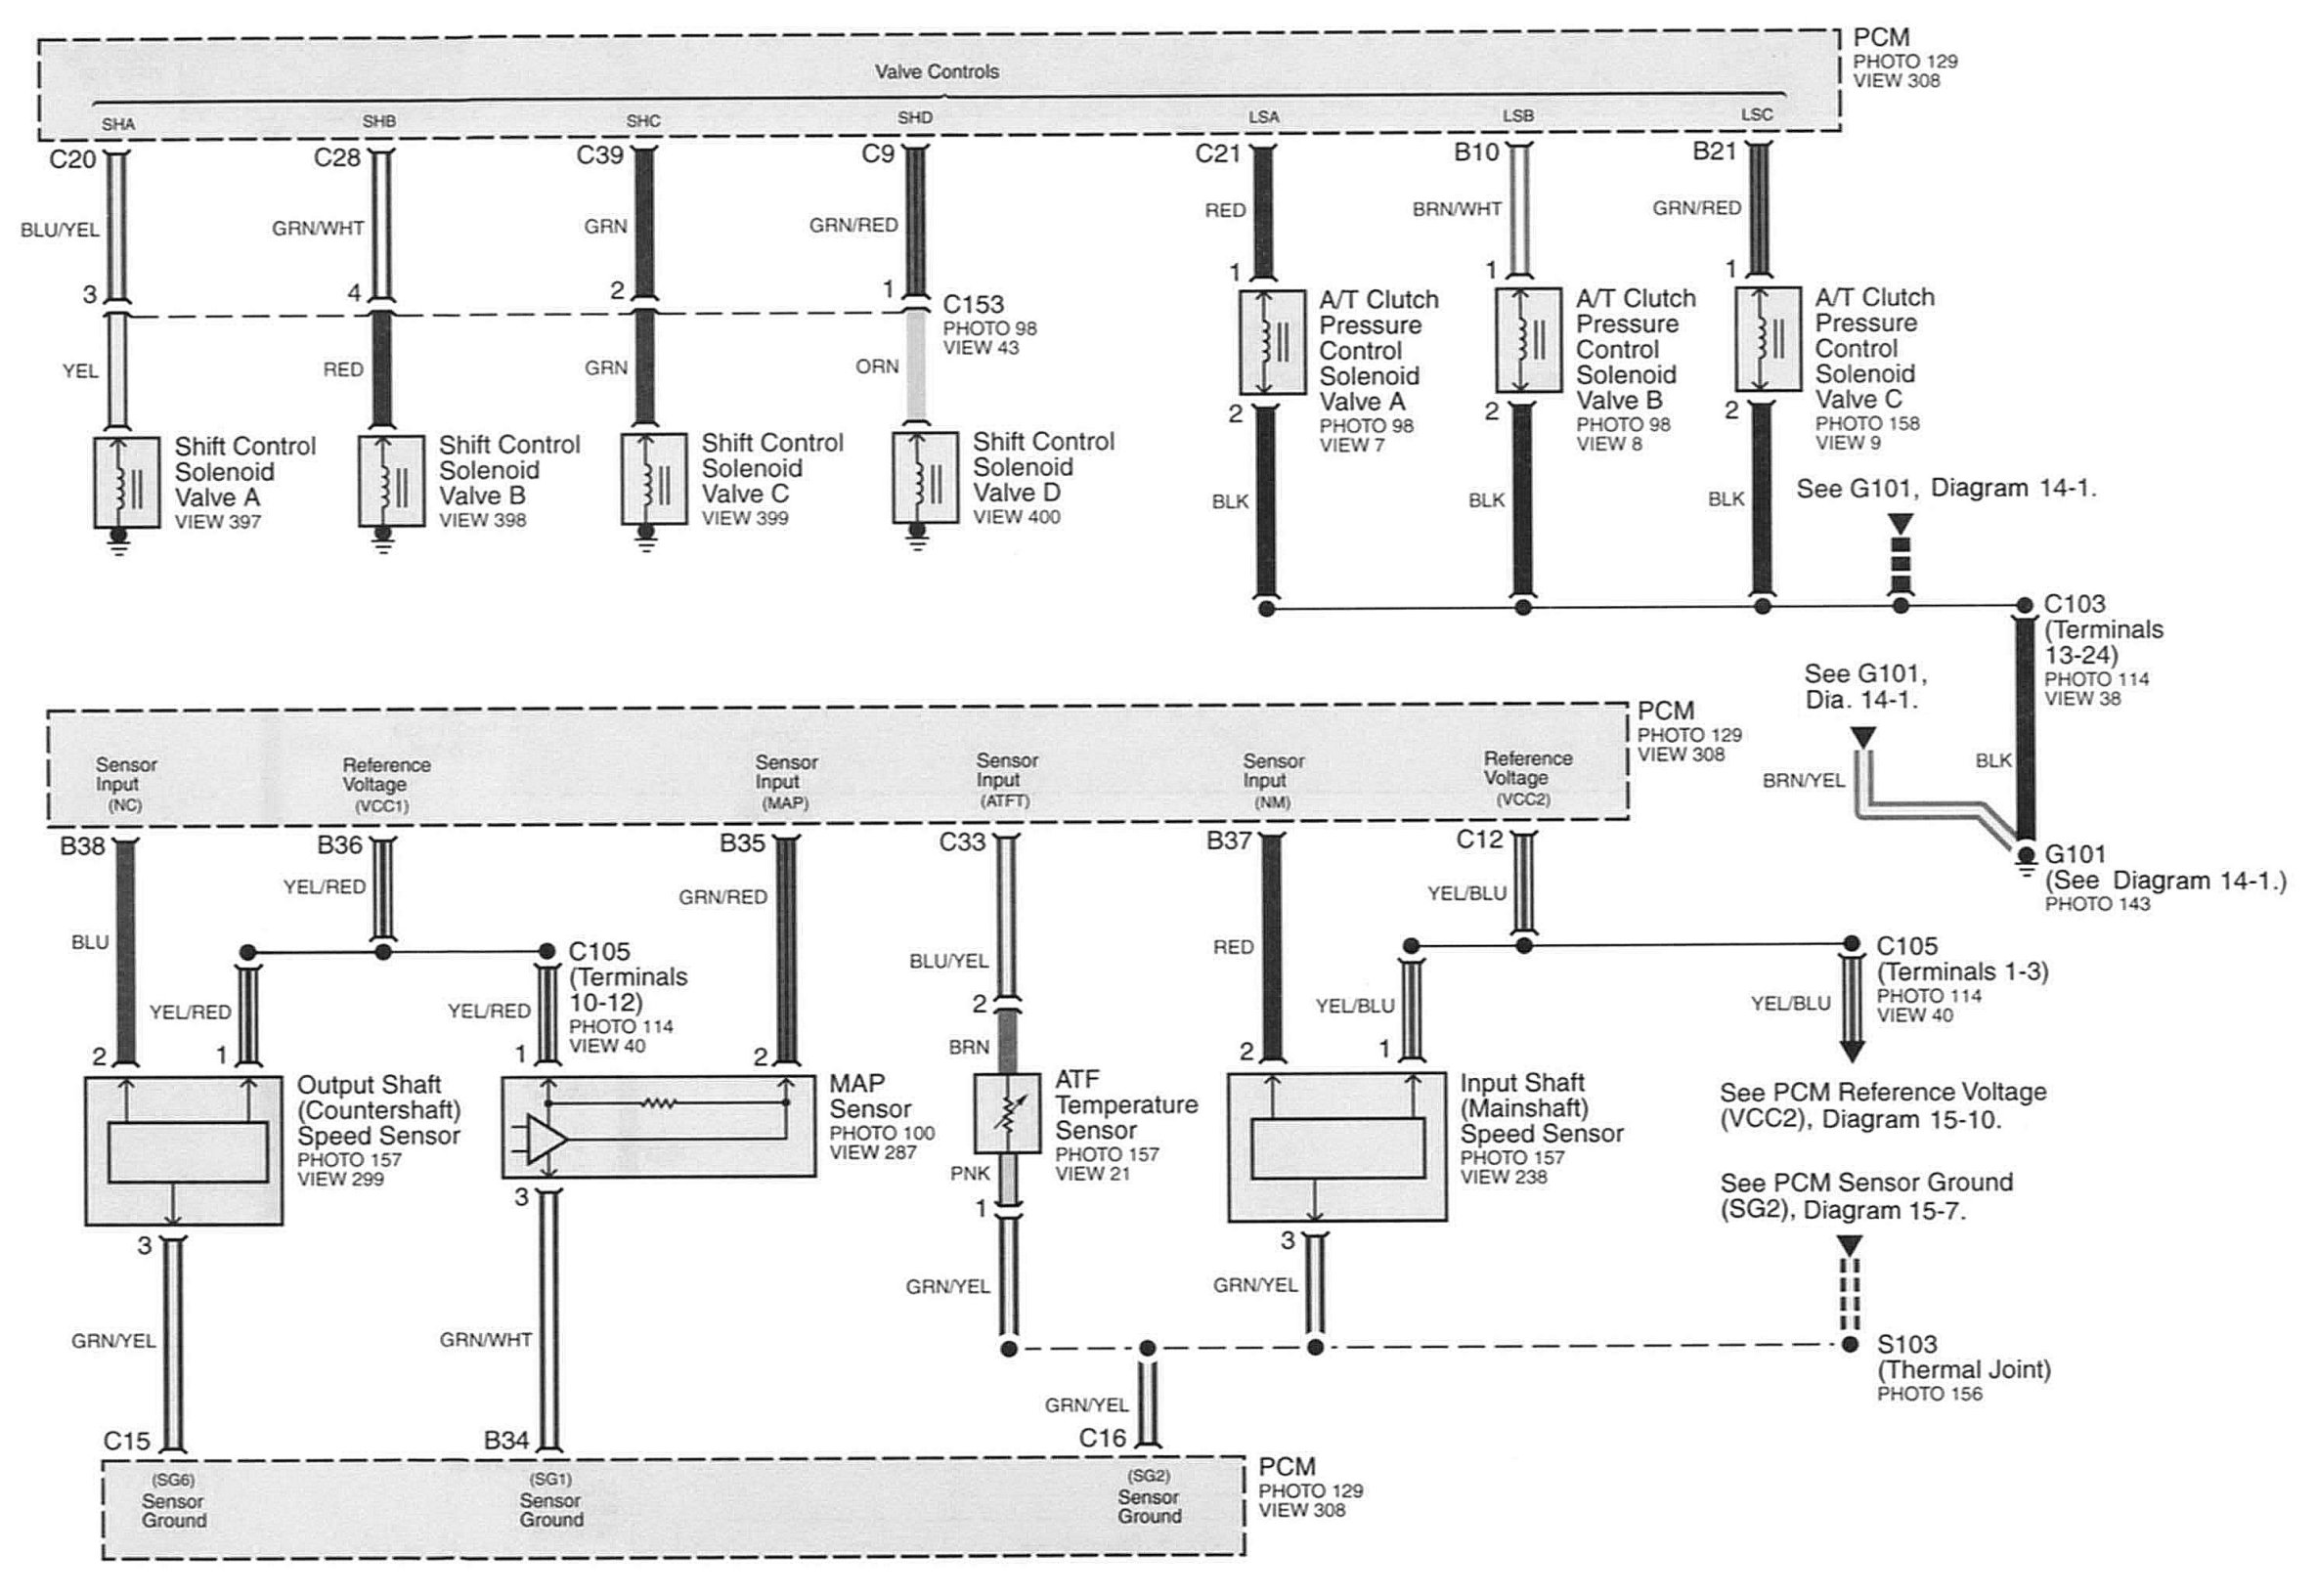 PCM
PHOTO 129
VIEW 308
Valve Controls
SHA
SHB
SHC
SHD
LSA
LSB
LSC
C20
C28
C39
C9
C21
B10
B21
BLU/YEL
GRN/WHT
GRN
GRN/RED
RED
BRN/WHT
GRN/RED
3
4
2
1
1
1
1
C153
PHOTO 98
VIEW 43
YEL
RED
GRN
ORN
A/T Clutch
Pressure
Control
Solenoid
Valve A
PHOTO 98
VIEW 7
A/T Clutch
Pressure
Control
Solenoid
Valve B
PHOTO 98
VIEW 8
A/T Clutch
Pressure
Control
Solenoid
Valve C
PHOTO 158
VIEW 9
2
2
2
Shift Control
Solenoid
Valve A
VIEW 397
Shift Control
Solenoid
Valve B
VIEW 398
Shift Control
Solenoid
Valve C
VIEW 399
Shift Control
Solenoid
Valve D
VIEW 400
BLK
BLK
BLK
See G101, Diagram 14-1.
C103
(Terminals
13-24)
PHOTO 114
VIEW 38
See G101,
Dia. 14-1.
BRN/YEL
BLK
G101
(See Diagram 14-1.)
PHOTO 143
PCM
PHOTO 129
VIEW 308
Sensor
Input
(NC)
Reference
Voltage
(VCC1)
Sensor
Input
(MAP)
Sensor
Input
(ATFT)
Sensor
Input
(NM)
Reference
Voltage
(VCC2)
B38
B36
B35
C33
B37
C12
YEL/RED
GRN/RED
YEL/BLU
BLU
BLU/YEL
RED
C105
(Terminals
10-12)
PHOTO 114
VIEW 40
C105
(Terminals 1-3)
PHOTO 114
VIEW 40
YEL/RED
YEL/RED
2
YEL/BLU
YEL/BLU
BRN
2
1
1
2
2
1
Output Shaft
(Countershaft)
Speed Sensor
PHOTO 157
VIEW 299
MAP
Sensor
PHOTO 100
VIEW 287
ATF
Temperature
Sensor
PHOTO 157
VIEW 21
Input Shaft
(Mainshaft)
Speed Sensor
PHOTO 157
VIEW 238
See PCM Reference Voltage
(VCC2), Diagram 15-10.
PNK
1
See PCM Sensor Ground
(SG2), Diagram 15-7.
3
3
3
GRN/YEL
GRN/WHT
GRN/YEL
GRN/YEL
S103
(Thermal Joint)
PHOTO 156
GRN/YEL
C15
B34
C16
(SG6)
Sensor
Ground
(SG1)
Sensor
Ground
(SG2)
Sensor
Ground
PCM
PHOTO 129
VIEW 308